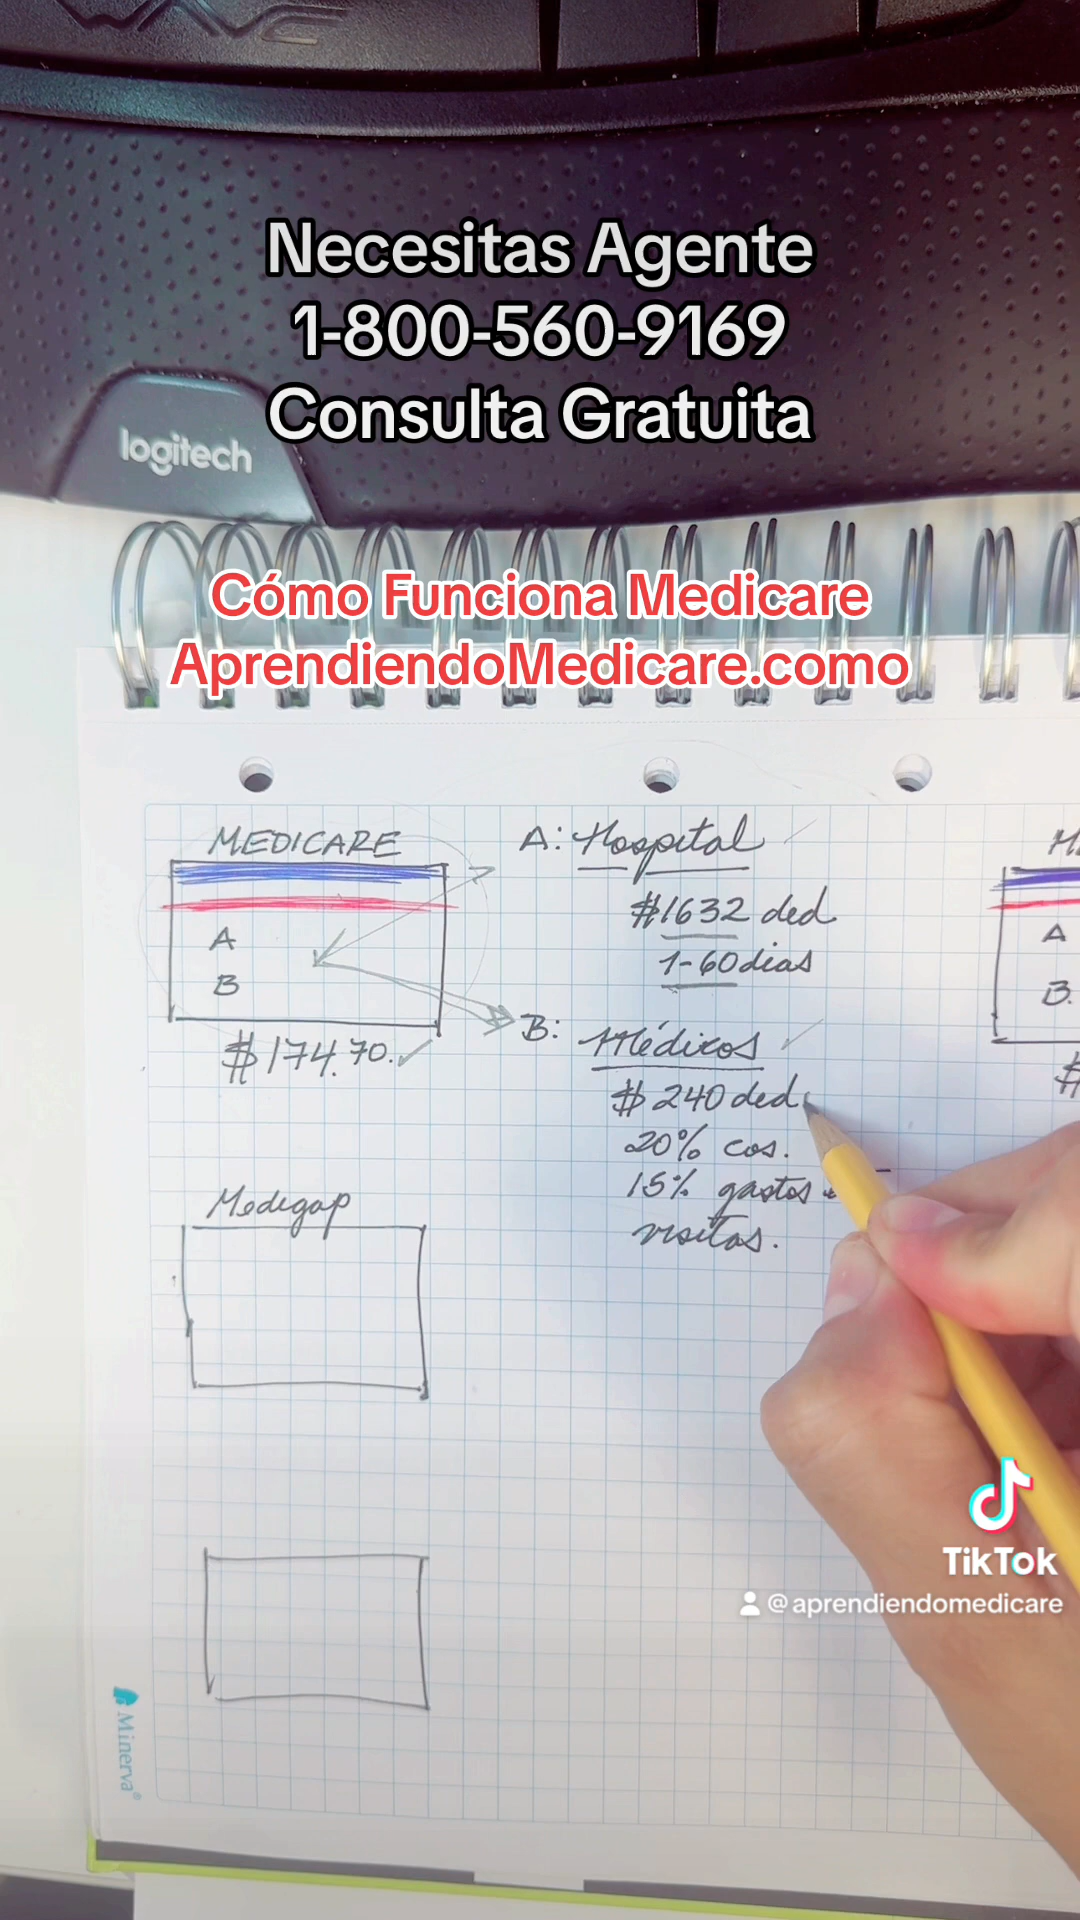 WAVE
Necesitas Agente
1-800-560-9169
Consulta Gratuita
logitech
Cómo Funciona Medicare
AprendiendoMedicare.como
MEDICARE
A
B
$174.70.
A: Hospital
$1632 ded
1-60 dias
B: Médicos
$240 ded
20% cos.
15% gastos
visitas.
Medigap
A
B.
$
TikTok
@aprendiendomedicare
Minerva®